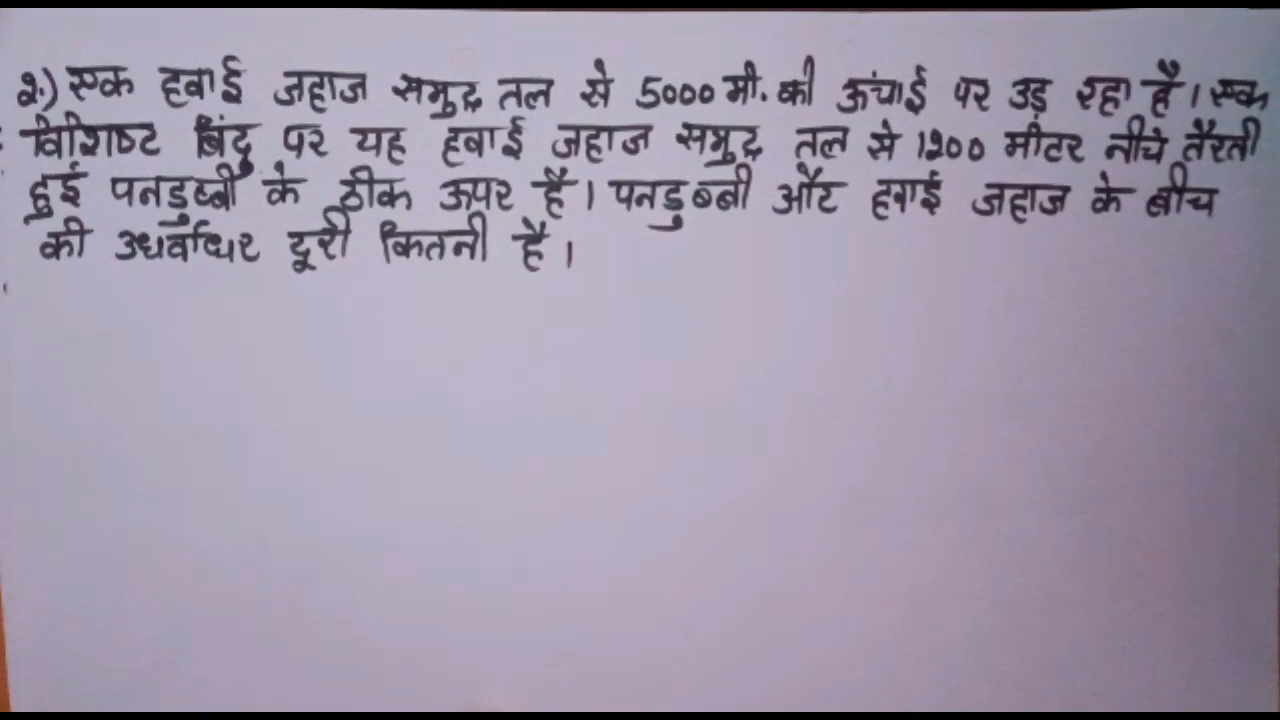 2.) एक हवाई जहाज समुद्र तल से 5000 मी. की ऊंचाई पर उड़ रहा है। एक
विशिष्ट बिंदु पर यह हवाई जहाज समुद्र तल से 1200 मीटर नीचे तैरती
हुई पनडुब्बी के ठीक ऊपर है। पनडुब्बी और हवाई जहाज के बीच
की उधर्वाधर दूरी कितनी है।